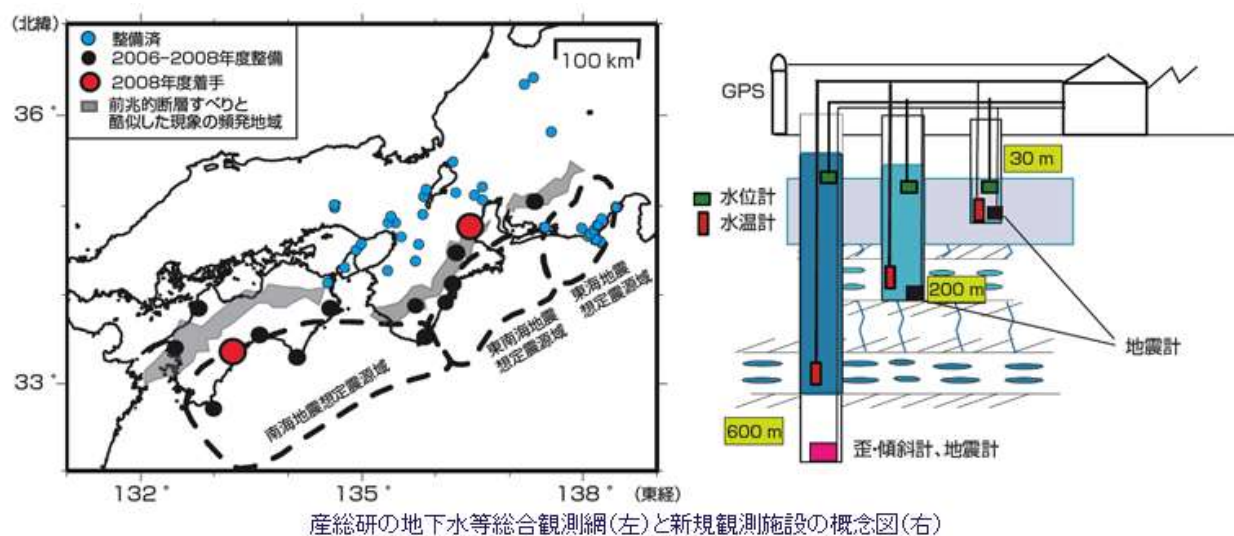 (北緯)
整備済
2006-2008年度整備
2008年度着手
前兆的断層すべりと
酷似した現象の頻発地域
100 km
36°
33°
東海地震
想定震源域
東南海地震
想定震源域
南海地震想定震源域
132°
135°
138°
(東経)
GPS
30 m
水位計
水温計
200 m
地震計
600 m
歪・傾斜計、地震計
産総研の地下水等総合観測網(左)と新規観測施設の概念図(右)